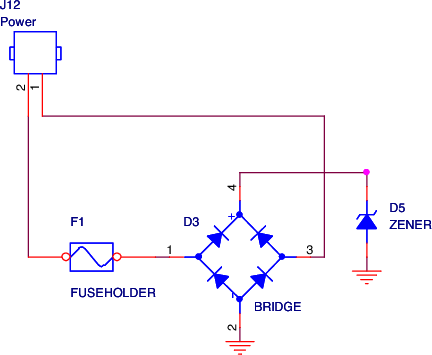 J12
Power
2
1
4
D3
+
D5
ZENER
F1
1
3
FUSEHOLDER
-
BRIDGE
2